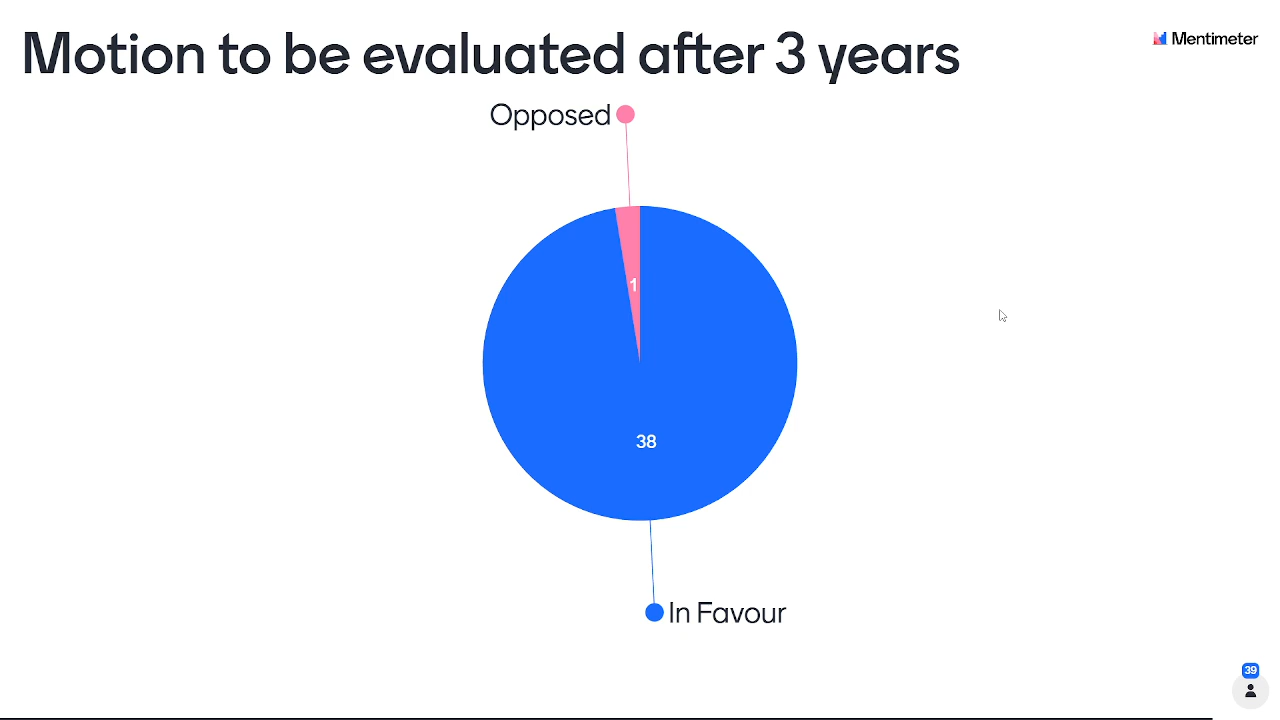 Motion to be evaluated after 3 years
Mentimeter
Opposed
1
38
In Favour
39